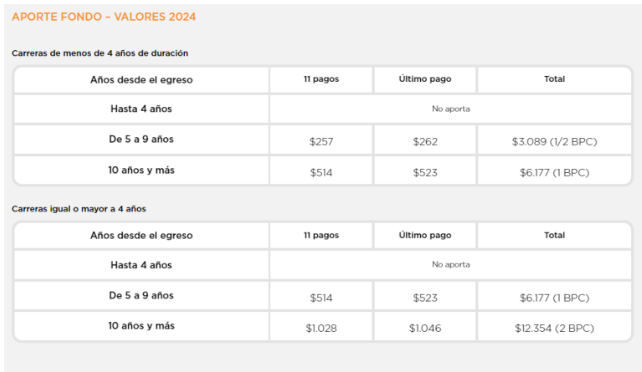 APORTE FONDO – VALORES 2024
Carreras de menos de 4 años de duración
Años desde el egreso 11 pagos Último pago Total
Hasta 4 años No aporta
De 5 a 9 años $257 $262 $3.089 (1/2 BPC)
10 años y más $514 $523 $6.177 (1 BPC)
Carreras igual o mayor a 4 años
Años desde el egreso 11 pagos Último pago Total
Hasta 4 años No aporta
De 5 a 9 años $514 $523 $6.177 (1 BPC)
10 años y más $1.028 $1.046 $12.354 (2 BPC)